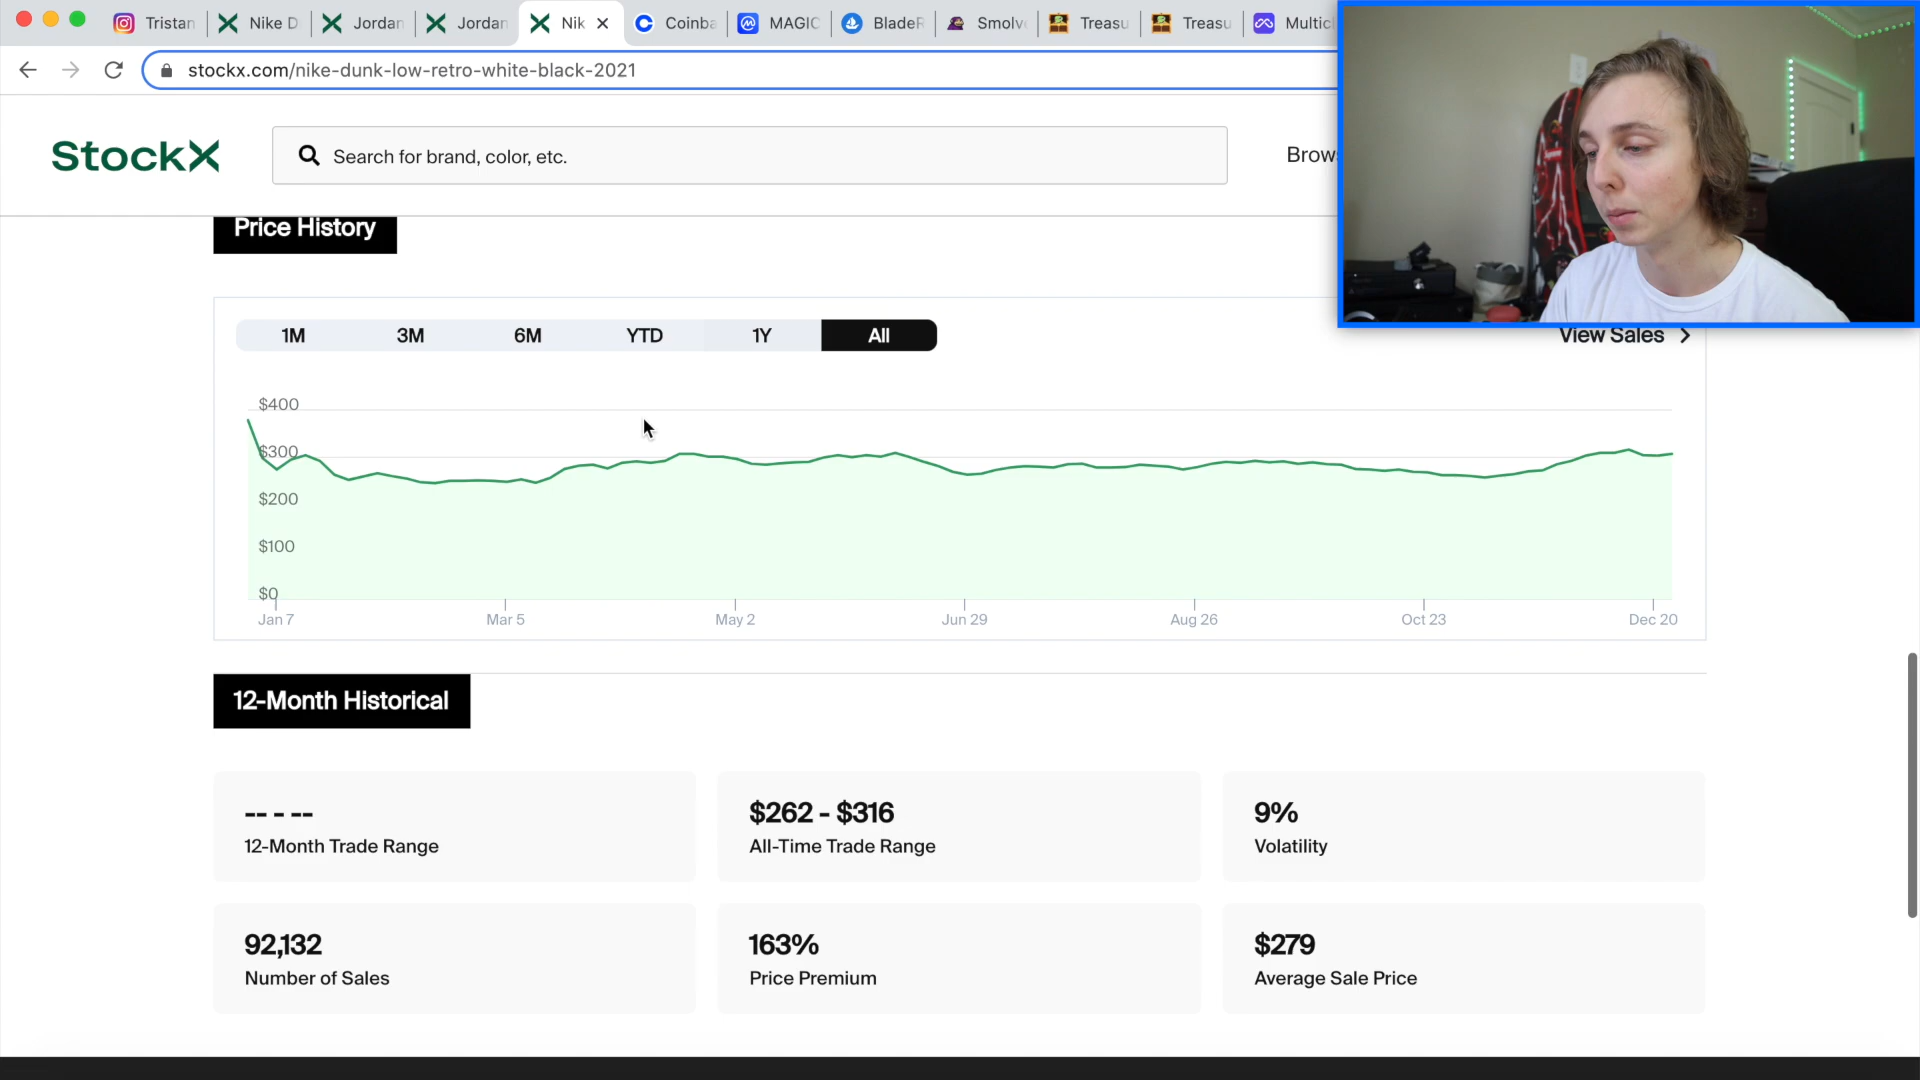 Tristan
Nike D
Jordan
Jordan
Nik
Coinba
MAGIC
BladeR
Smolv
Treasu
Treasu
Multic
stockx.com/nike-dunk-low-retro-white-black-2021
StockX
Search for brand, color, etc.
Brows
Price History
1M 3M 6M YTD 1Y All
View Sales
$400
$300
$200
$100
$0
Jan 7 Mar 5 May 2 Jun 29 Aug 26 Oct 23 Dec 20
12-Month Historical
-- - --
12-Month Trade Range
$262 - $316
All-Time Trade Range
9%
Volatility
92,132
Number of Sales
163%
Price Premium
$279
Average Sale Price